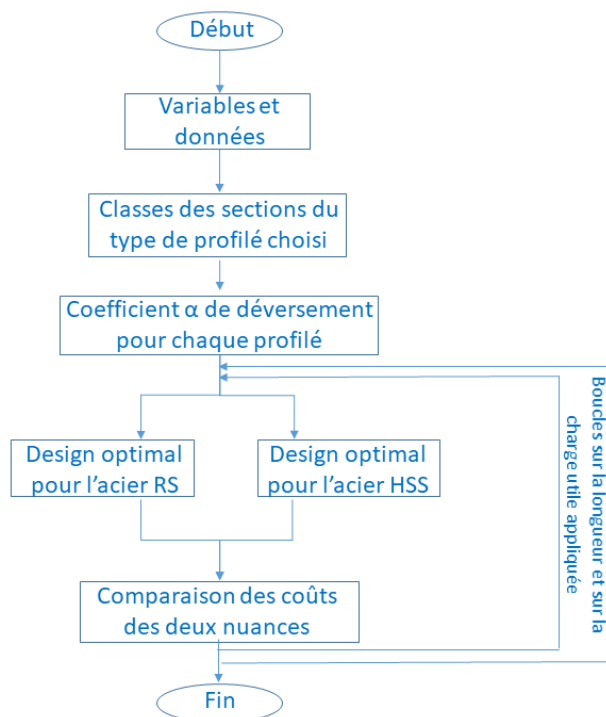 Début
Variables et
données
Classes des sections du
type de profilé choisi
Coefficient α de déversement
pour chaque profilé
Design optimal
pour l'acier RS
Design optimal
pour l'acier HSS
Boucles sur la longueur et sur la
charge utile appliquée
Comparaison des coûts
des deux nuances
Fin